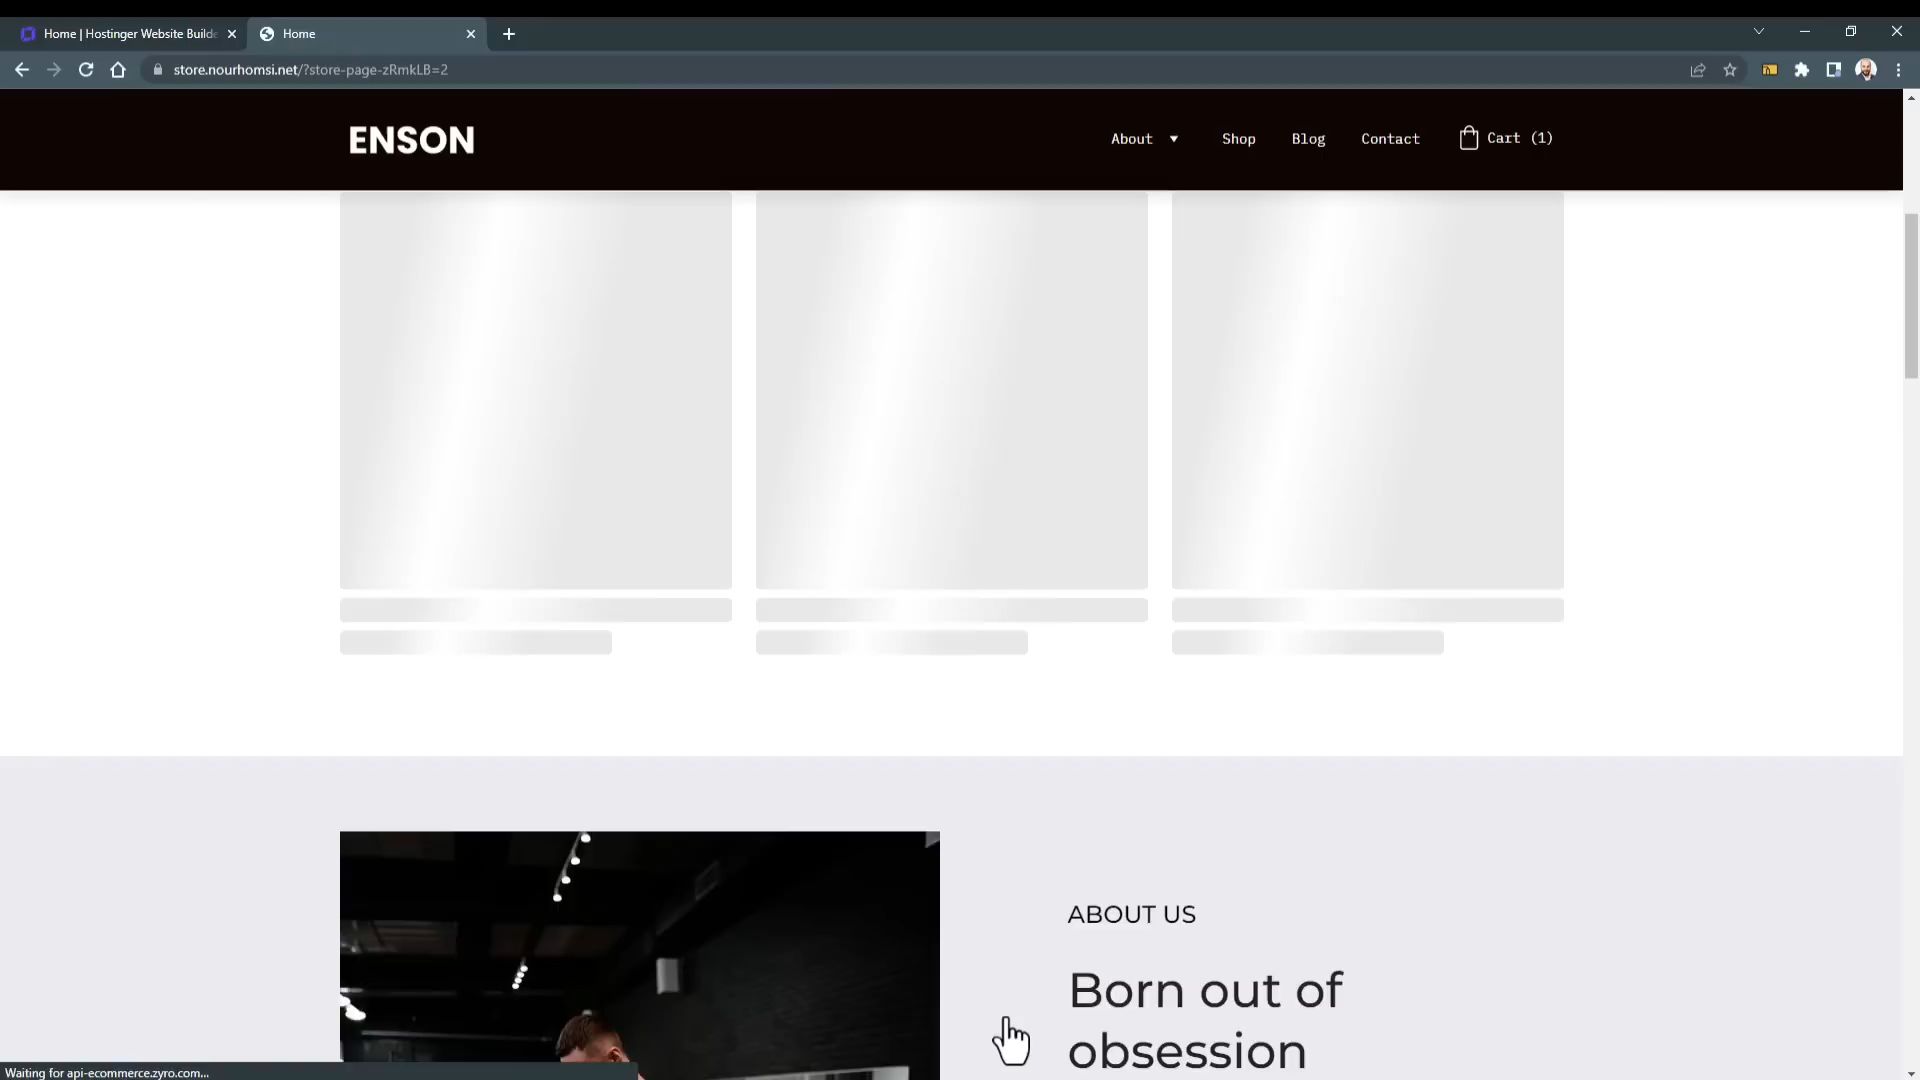 Home | Hostinger Website Builde
Home
store.nourhomsi.net/?store-page-zRmkLB=2
ENSON
About
Shop
Blog
Contact
Cart (1)
ABOUT US
Born out of
obsession
Waiting for api-ecommerce.zyro.com...